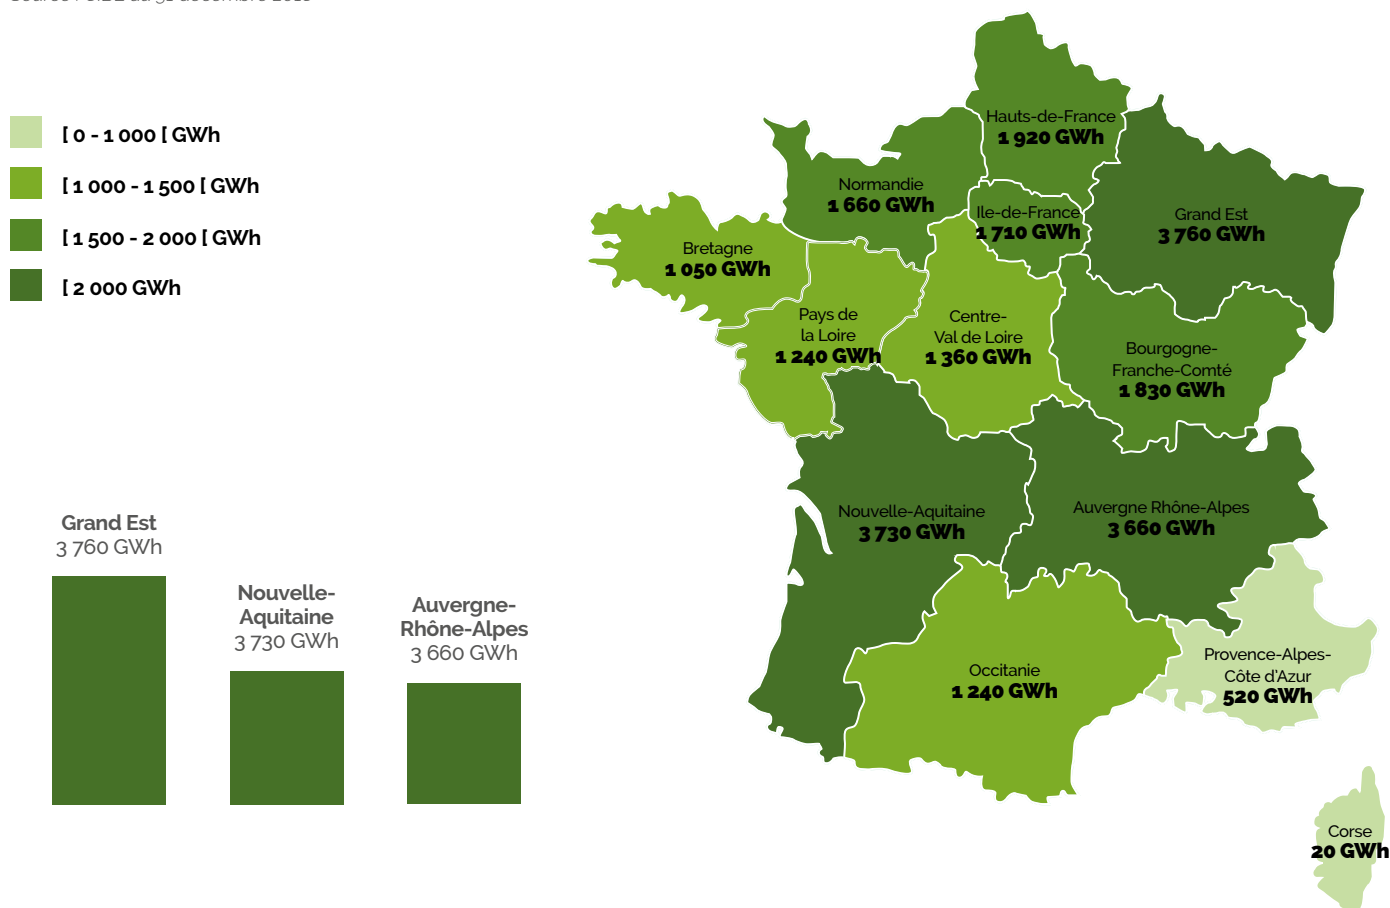 [ 0 - 1 000 [ GWh
[ 1 000 - 1 500 [ GWh
[ 1 500 - 2 000 [ GWh
[ 2 000 GWh
Grand Est
3 760 GWh
Nouvelle-
Aquitaine
3 730 GWh
Auvergne-
Rhône-Alpes
3 660 GWh
Hauts-de-France
1 920 GWh
Normandie
1 660 GWh
Ile-de-France
1 710 GWh
Grand Est
3 760 GWh
Bretagne
1 050 GWh
Pays de
la Loire
1 240 GWh
Centre-
Val de Loire
1 360 GWh
Bourgogne-
Franche-Comté
1 830 GWh
Nouvelle-Aquitaine
3 730 GWh
Auvergne Rhône-Alpes
3 660 GWh
Occitanie
1 240 GWh
Provence-Alpes-
Côte d'Azur
520 GWh
Corse
20 GWh